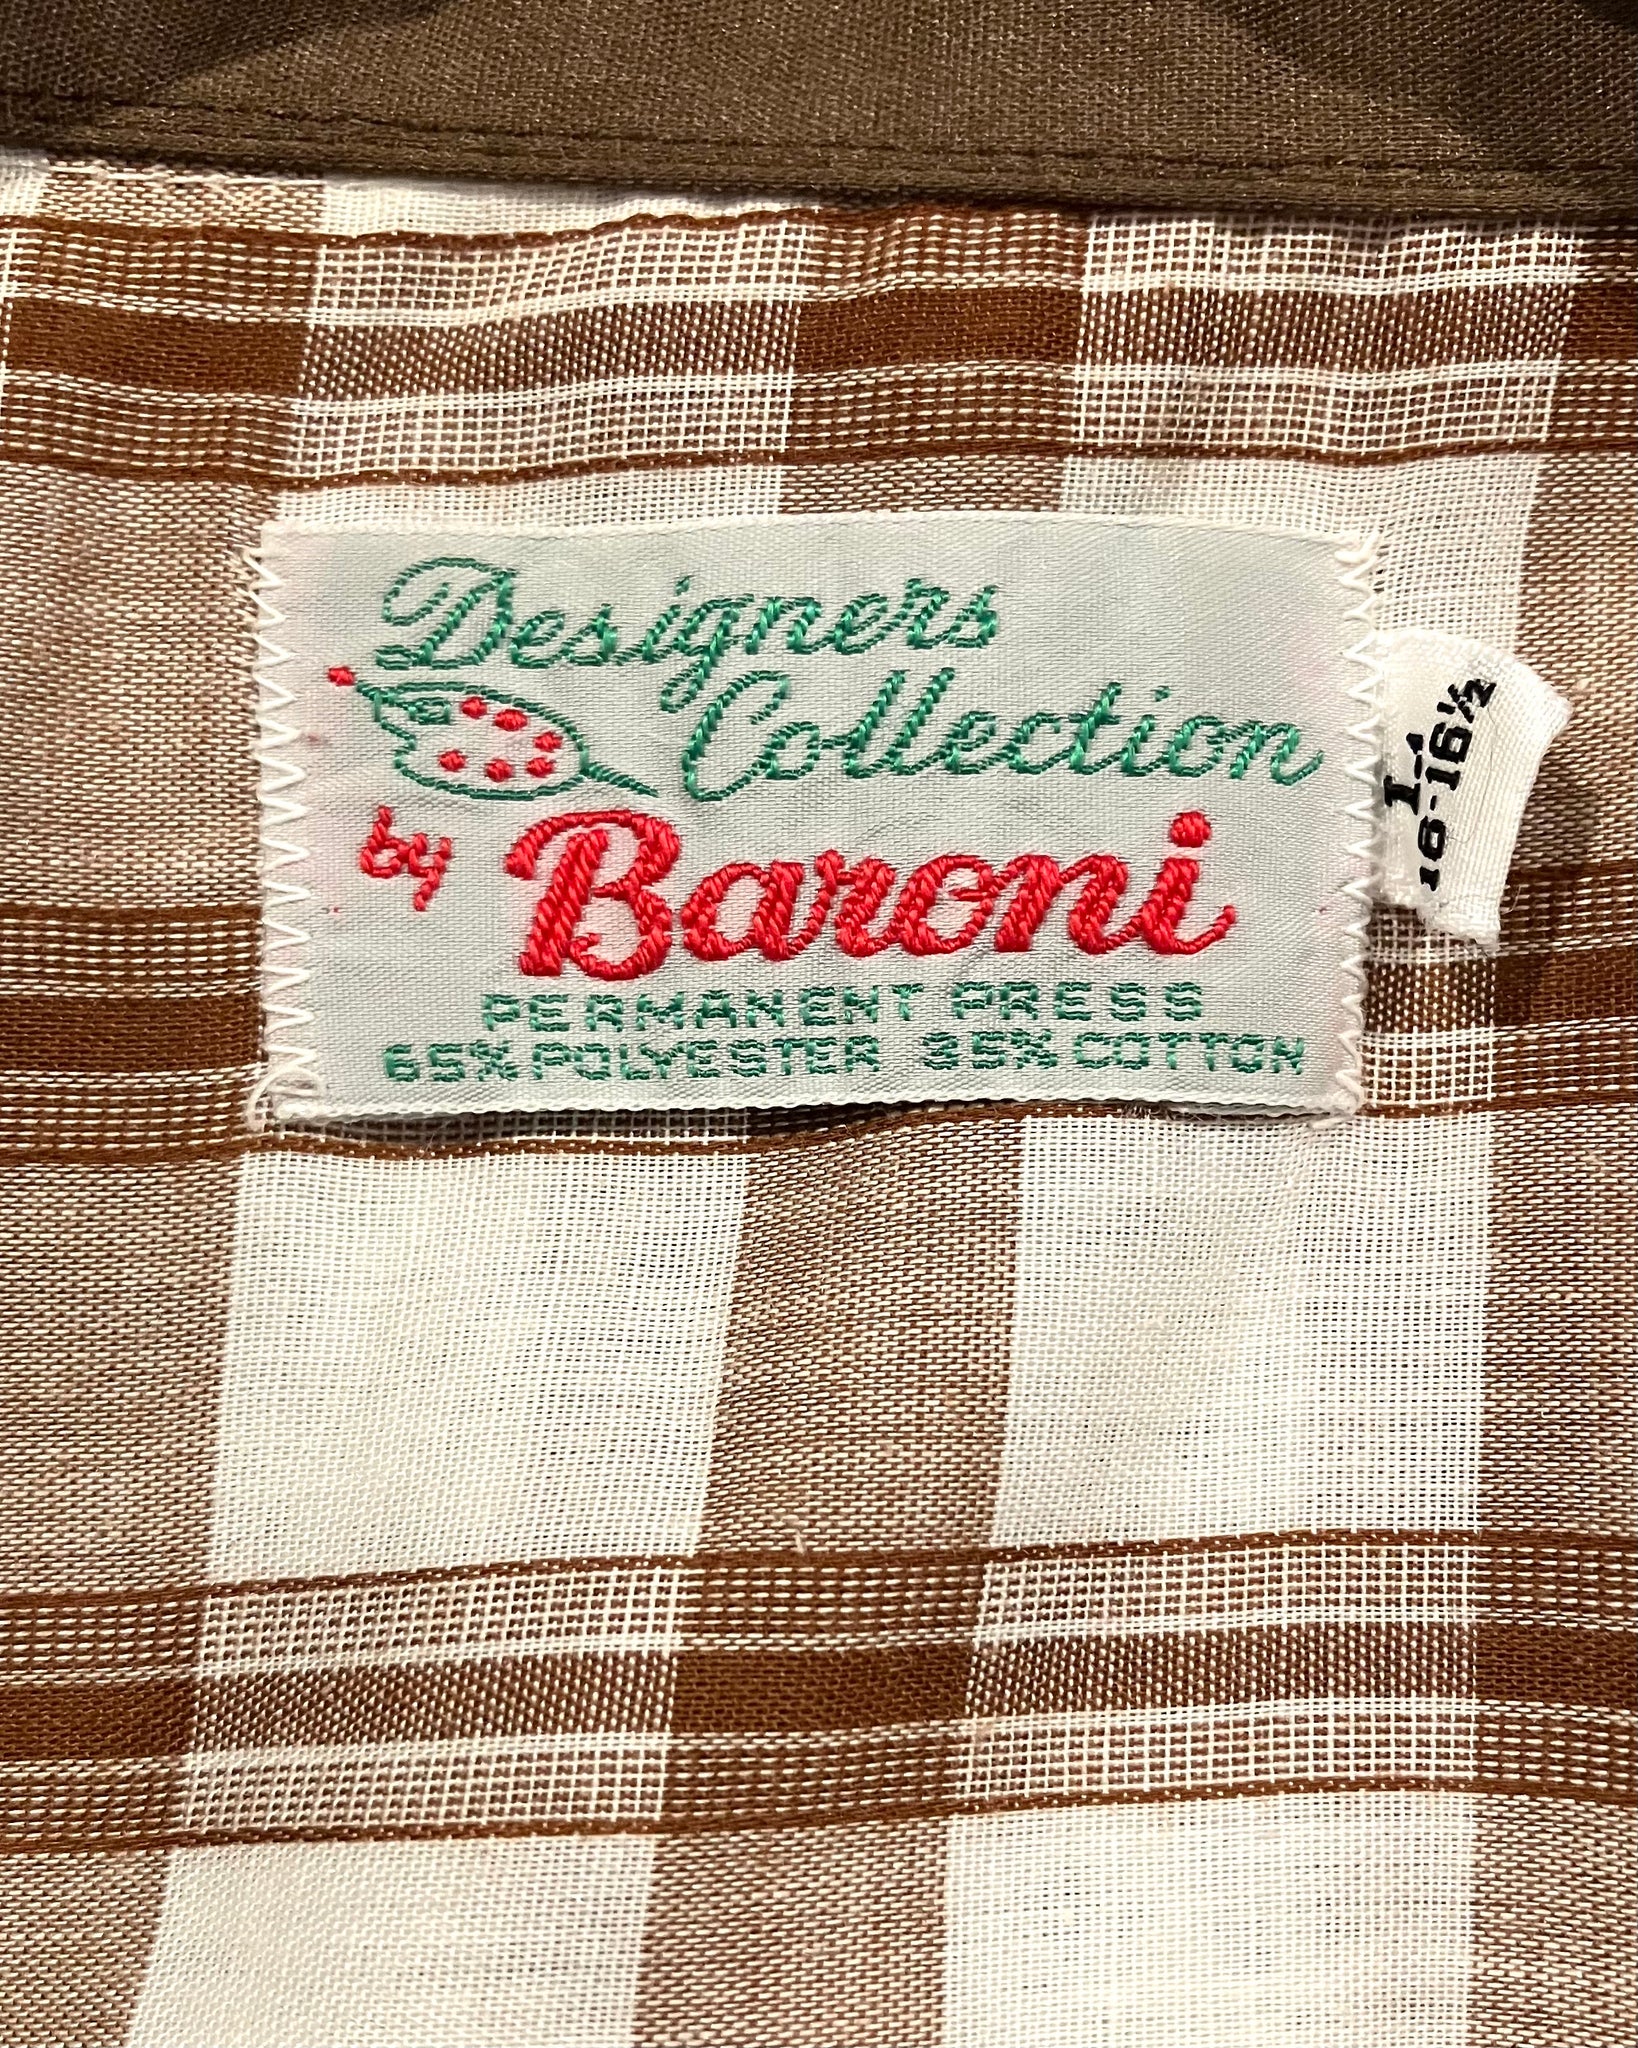 Designers
Collection
by Baroni
PERMANENT PRESS
65% POLYESTER 35% COTTON
L
16-16½